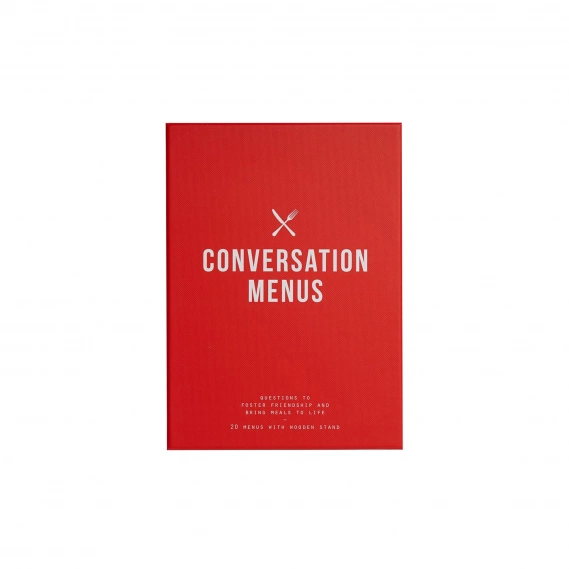 CONVERSATION
MENUS
QUESTIONS TO
FOSTER FRIENDSHIP AND
BRING MEALS TO LIFE
–
20 MENUS WITH WOODEN STAND